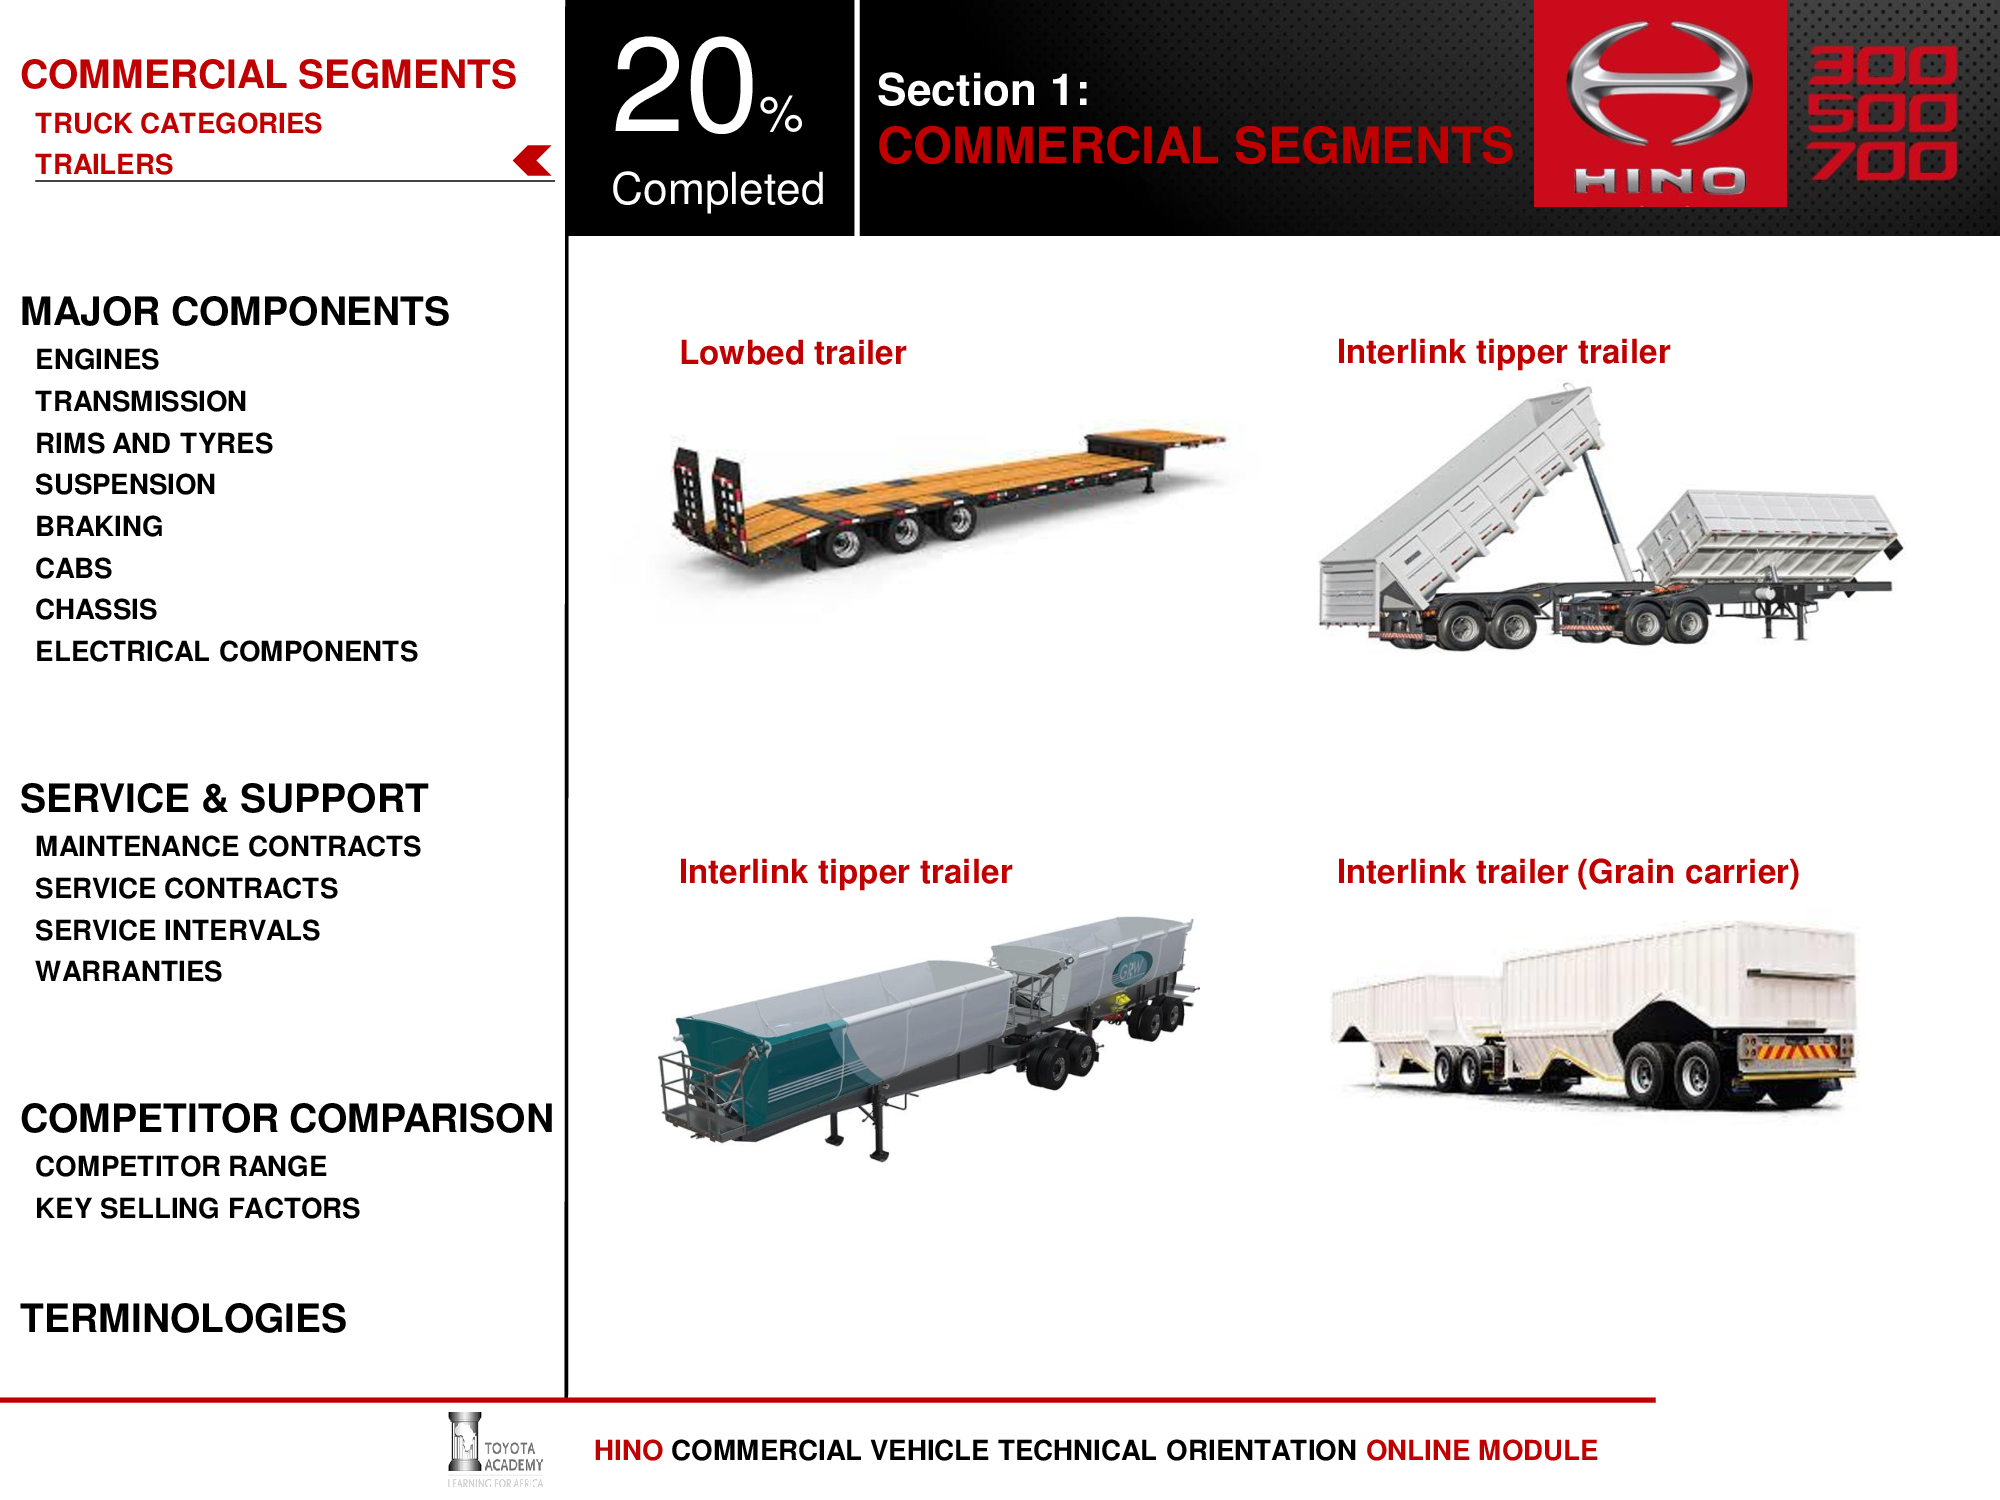 COMMERCIAL SEGMENTS
TRUCK CATEGORIES
TRAILERS
MAJOR COMPONENTS
ENGINES
TRANSMISSION
RIMS AND TYRES
SUSPENSION
BRAKING
CABS
CHASSIS
ELECTRICAL COMPONENTS
SERVICE & SUPPORT
MAINTENANCE CONTRACTS
SERVICE CONTRACTS
SERVICE INTERVALS
WARRANTIES
COMPETITOR COMPARISON
COMPETITOR RANGE
KEY SELLING FACTORS
TERMINOLOGIES
20%
Completed
Section 1:
COMMERCIAL SEGMENTS
HINO
300
500
700
Lowbed trailer
Interlink tipper trailer
Interlink tipper trailer
GRW
Interlink trailer (Grain carrier)
TOYOTA
ACADEMY
LEARNING FOR AFRICA
HINO COMMERCIAL VEHICLE TECHNICAL ORIENTATION ONLINE MODULE